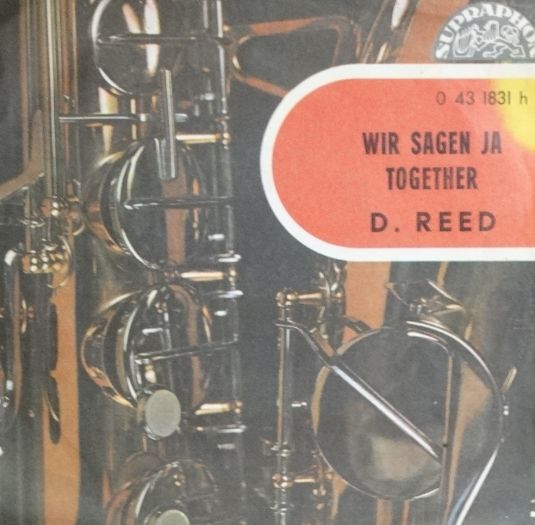 SUPRAPHON
0 43 1831 h
WIR SAGEN JA
TOGETHER
D. REED